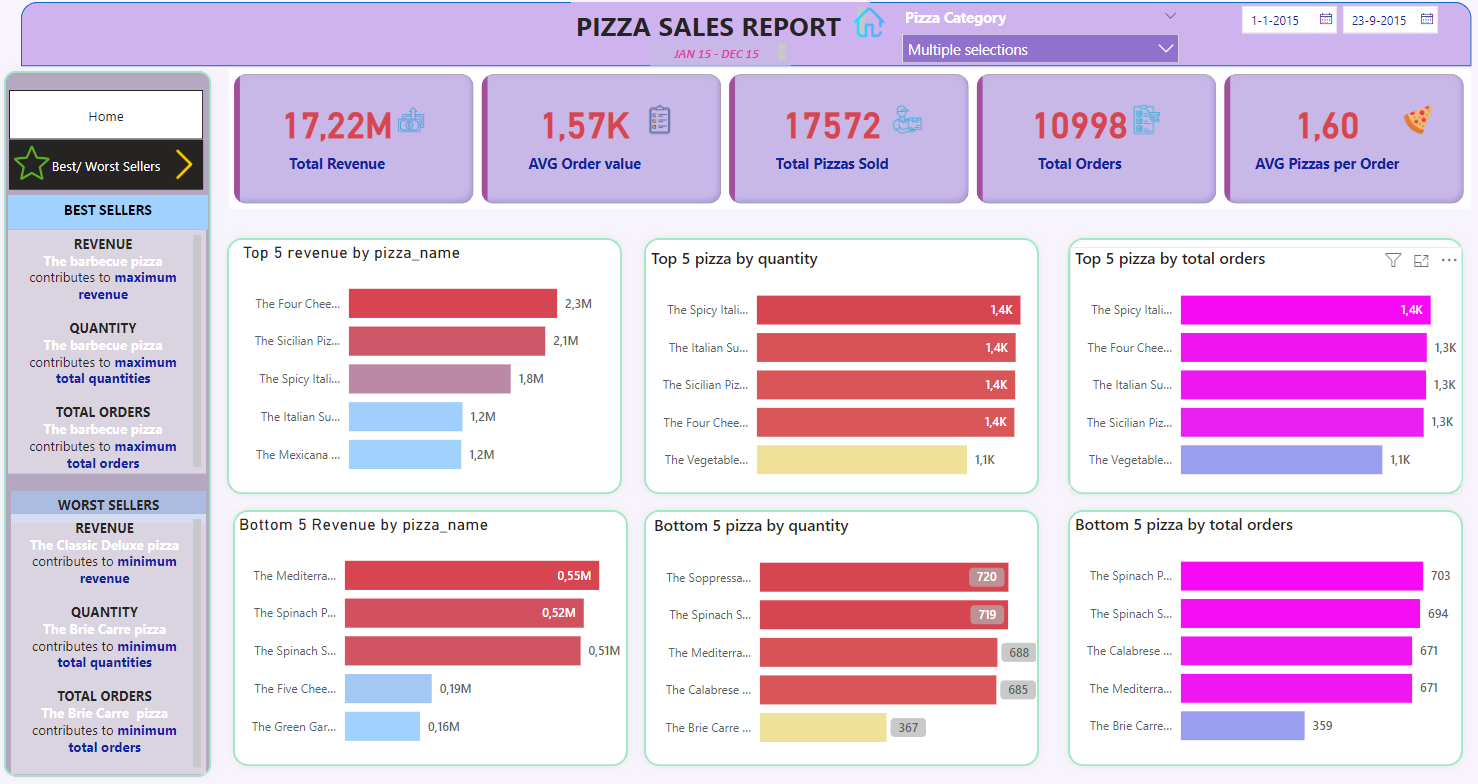 PIZZA SALES REPORT
JAN 15 - DEC 15
Pizza Category
Multiple selections
1-1-2015
23-9-2015
Home
Best/ Worst Sellers
BEST SELLERS
REVENUE
The barbecue pizza
contributes to maximum
revenue
QUANTITY
The barbecue pizza
contributes to maximum
total quantities
TOTAL ORDERS
The barbecue pizza
contributes to maximum
total orders
WORST SELLERS
REVENUE
The Classic Deluxe pizza
contributes to minimum
revenue
QUANTITY
The Brie Carre pizza
contributes to minimum
total quantities
TOTAL ORDERS
The Brie Carre pizza
contributes to minimum
total orders
17,22M
Total Revenue
1,57K
AVG Order value
17572
Total Pizzas Sold
10998
Total Orders
1,60
AVG Pizzas per Order
Top 5 revenue by pizza_name
The Four Chee... 2,3M
The Sicilian Piz... 2,1M
The Spicy Itali... 1,8M
The Italian Su... 1,2M
The Mexicana ... 1,2M
Top 5 pizza by quantity
The Spicy Itali... 1,4K
The Italian Su... 1,4K
The Sicilian Piz... 1,4K
The Four Chee... 1,4K
The Vegetable... 1,1K
Top 5 pizza by total orders
The Spicy Itali... 1,4K
The Four Chee... 1,3K
The Italian Su... 1,3K
The Sicilian Piz... 1,3K
The Vegetable... 1,1K
Bottom 5 Revenue by pizza_name
The Mediterra... 0,55M
The Spinach P... 0,52M
The Spinach S... 0,51M
The Five Chee... 0,19M
The Green Gar... 0,16M
Bottom 5 pizza by quantity
The Soppressa... 720
The Spinach S... 719
The Mediterra... 688
The Calabrese ... 685
The Brie Carre ... 367
Bottom 5 pizza by total orders
The Spinach P... 703
The Spinach S... 694
The Calabrese ... 671
The Mediterra... 671
The Brie Carre... 359